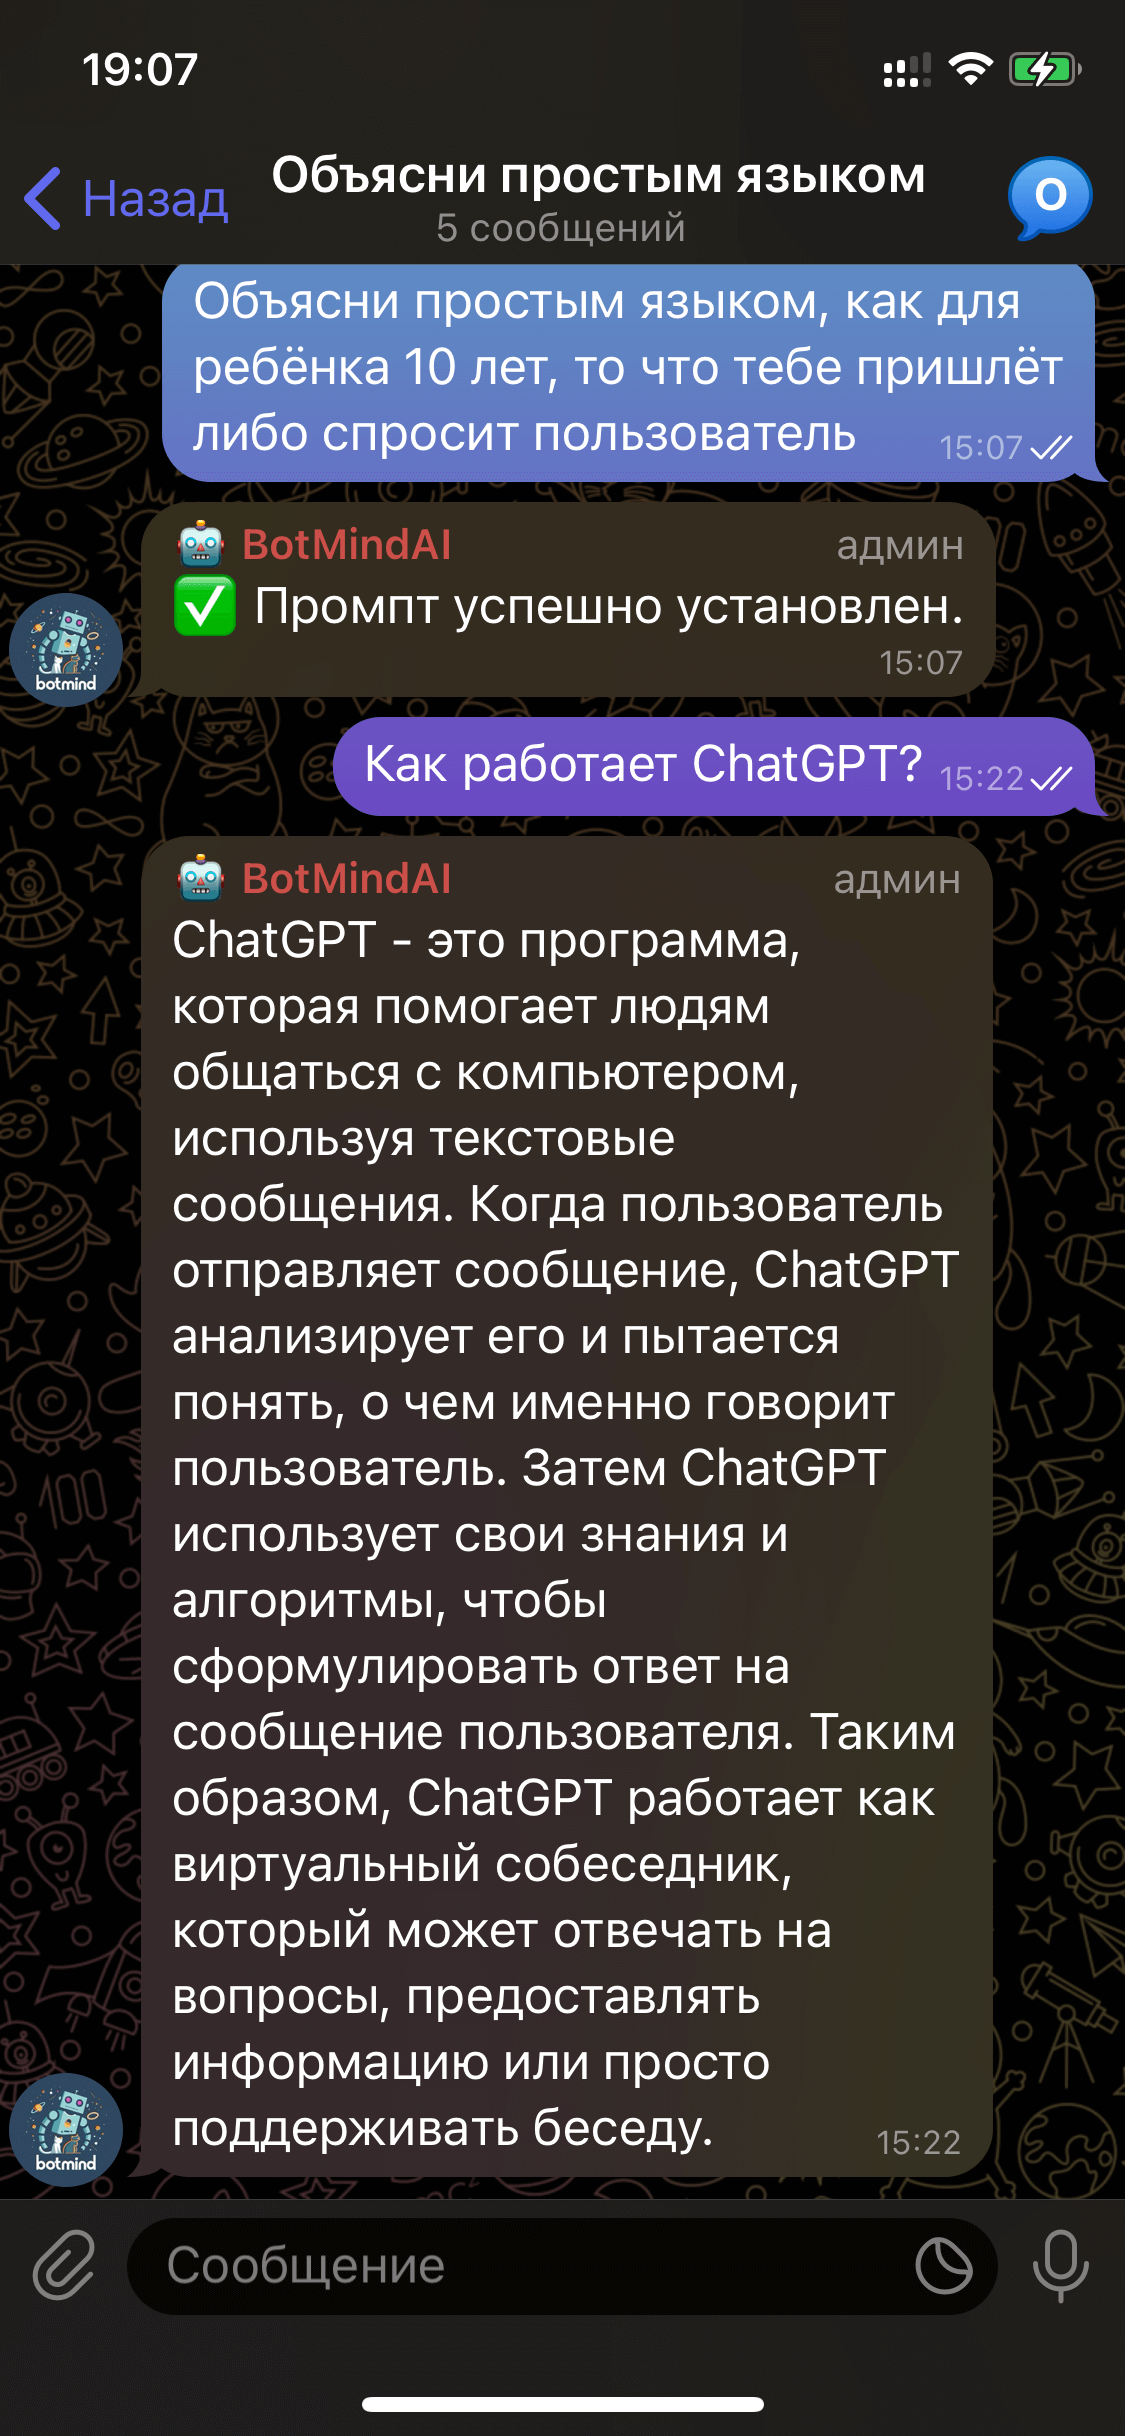 19:07
Назад
Объясни простым языком
5 сообщений
О
Объясни простым языком, как для
ребёнка 10 лет, то что тебе пришлёт
либо спросит пользователь
15:07
BotMindAI
админ
Промпт успешно установлен.
15:07
botmind
Как работает ChatGPT?
15:22
BotMindAI
админ
ChatGPT - это программа,
которая помогает людям
общаться с компьютером,
используя текстовые
сообщения. Когда пользователь
отправляет сообщение, ChatGPT
анализирует его и пытается
понять, о чем именно говорит
пользователь. Затем ChatGPT
использует свои знания и
алгоритмы, чтобы
сформулировать ответ на
сообщение пользователя. Таким
образом, ChatGPT работает как
виртуальный собеседник,
который может отвечать на
вопросы, предоставлять
информацию или просто
поддерживать беседу.
15:22
botmind
Сообщение